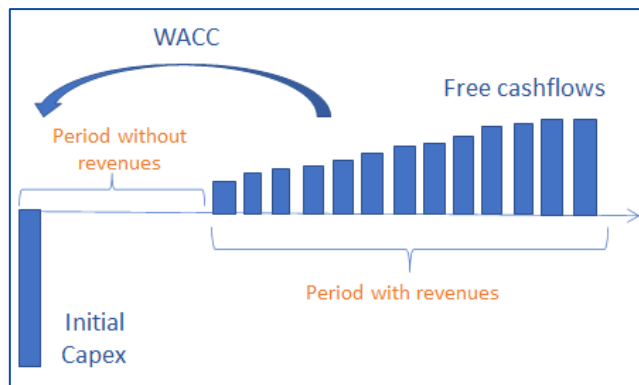 WACC
Free cashflows
Period without
revenues
Period with revenues
Initial
Capex